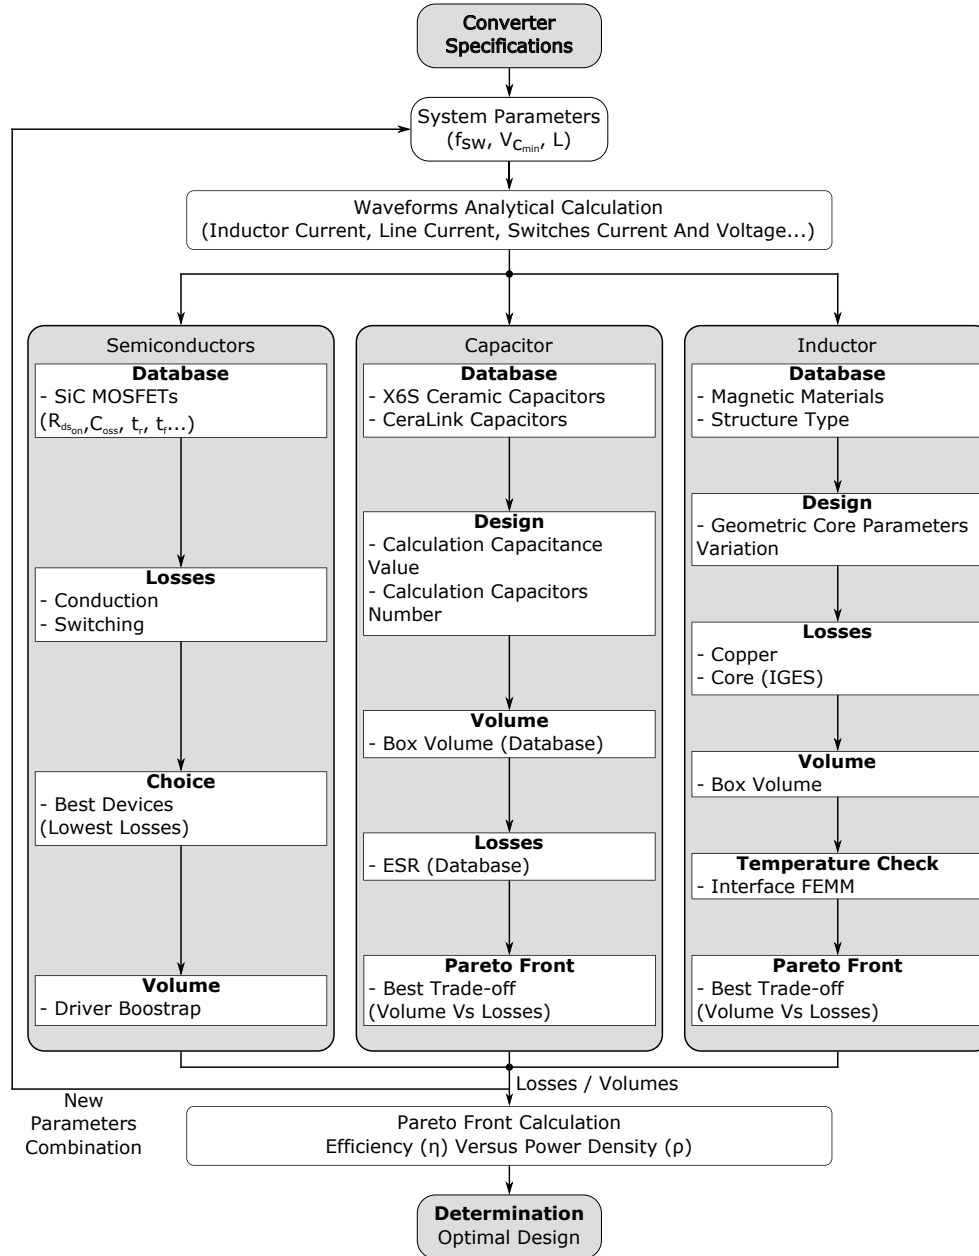 Converter
Specifications
System Parameters
(fsw, VCmin, L)
Waveforms Analytical Calculation
(Inductor Current, Line Current, Switches Current And Voltage...)
Semiconductors
Database
- SiC MOSFETs
(Rdson,Coss, tr, tf...)
Losses
- Conduction
- Switching
Choice
- Best Devices
(Lowest Losses)
Volume
- Driver Boostrap
Capacitor
Database
- X6S Ceramic Capacitors
- CeraLink Capacitors
Design
- Calculation Capacitance
Value
- Calculation Capacitors
Number
Volume
- Box Volume (Database)
Losses
- ESR (Database)
Pareto Front
- Best Trade-off
(Volume Vs Losses)
Inductor
Database
- Magnetic Materials
- Structure Type
Design
- Geometric Core Parameters
Variation
Losses
- Copper
- Core (IGES)
Volume
- Box Volume
Temperature Check
- Interface FEMM
Pareto Front
- Best Trade-off
(Volume Vs Losses)
Losses / Volumes
New
Parameters
Combination
Pareto Front Calculation
Efficiency (η) Versus Power Density (ρ)
Determination
Optimal Design